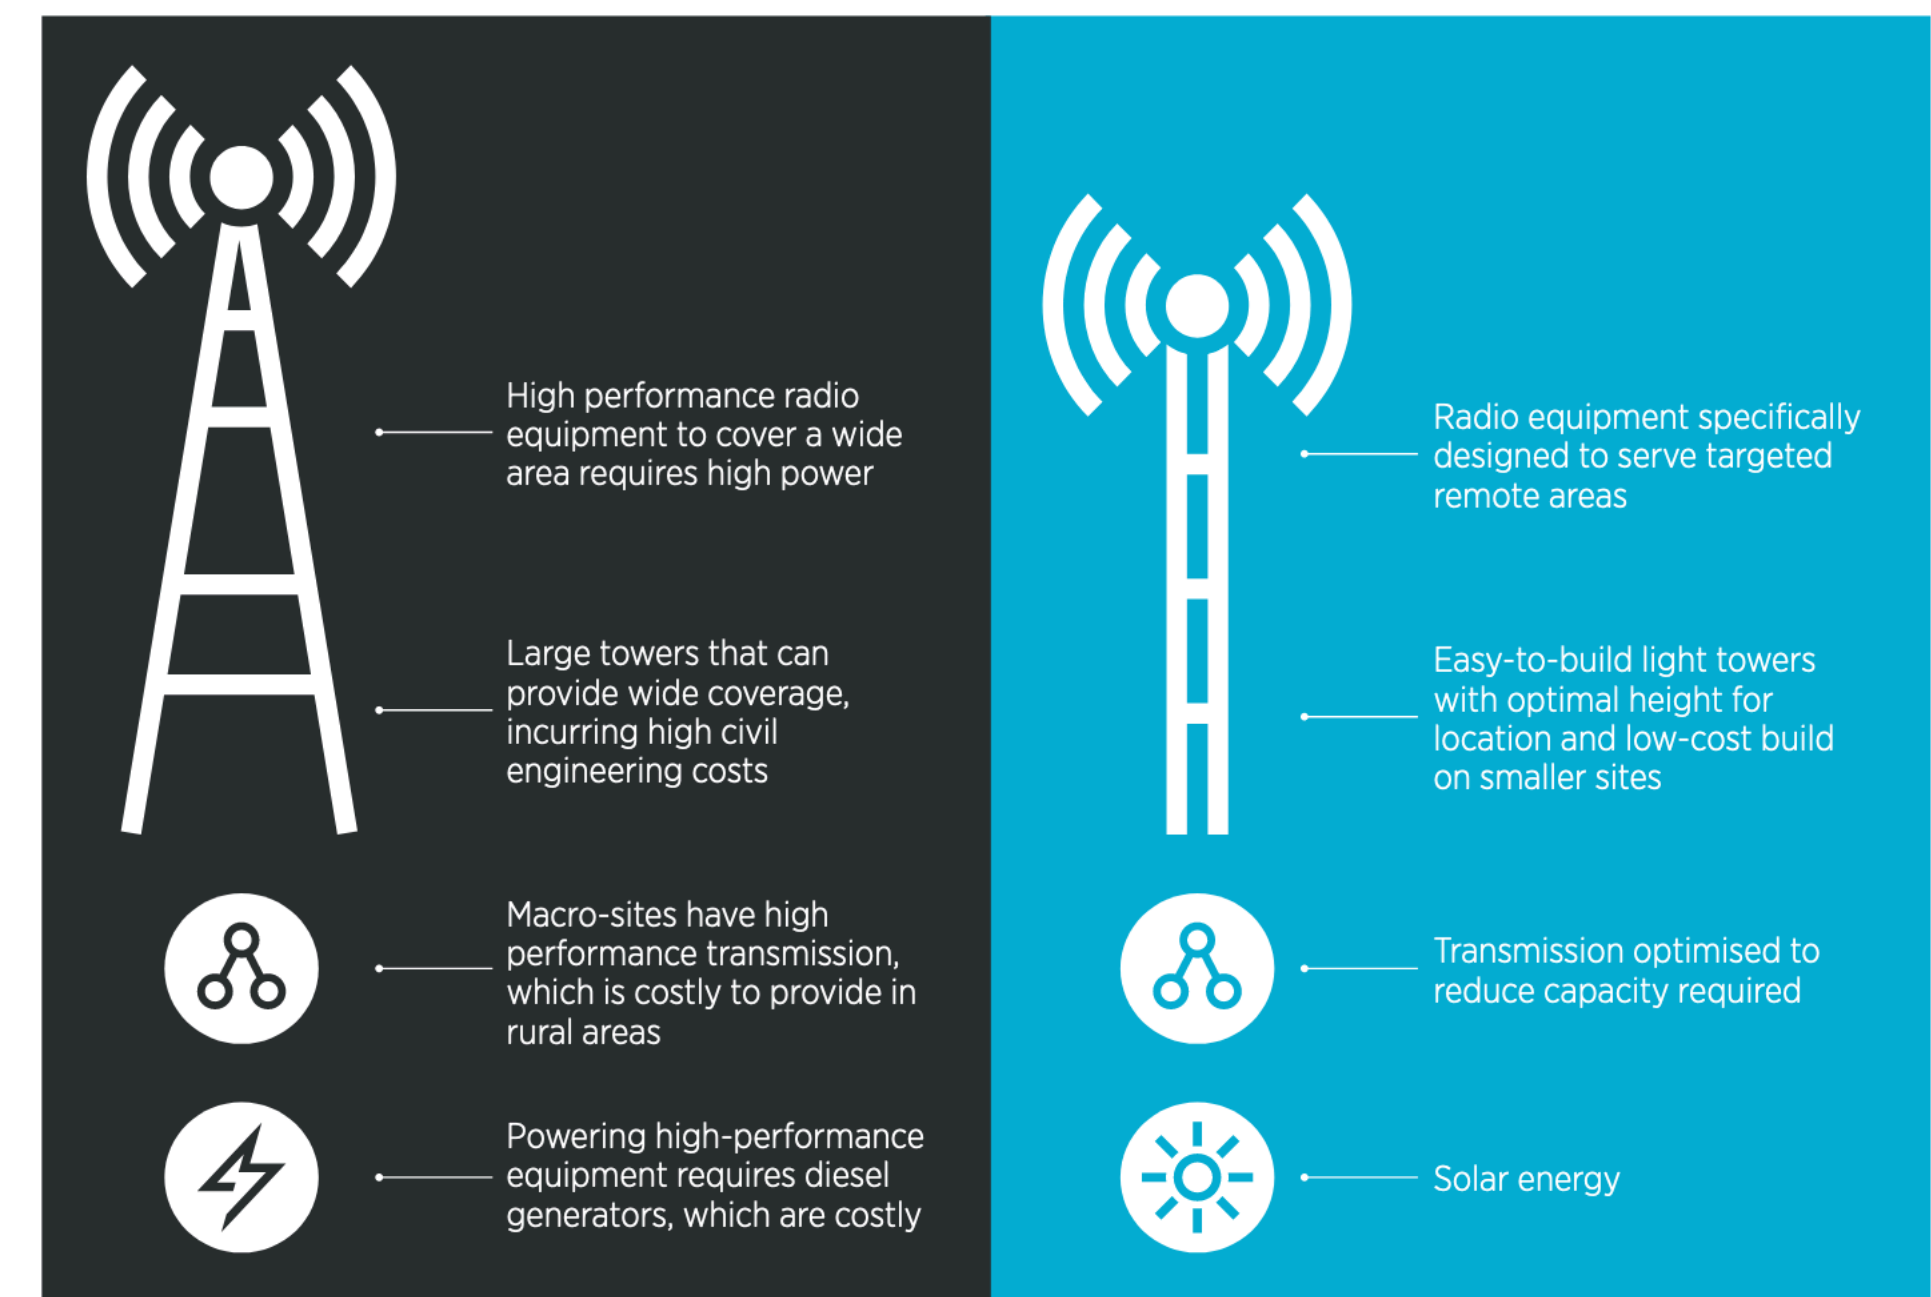 High performance radio
equipment to cover a wide
area requires high power
Large towers that can
provide wide coverage,
incurring high civil
engineering costs
Macro-sites have high
performance transmission,
which is costly to provide in
rural areas
Powering high-performance
equipment requires diesel
generators, which are costly
Radio equipment specifically
designed to serve targeted
remote areas
Easy-to-build light towers
with optimal height for
location and low-cost build
on smaller sites
Transmission optimised to
reduce capacity required
Solar energy